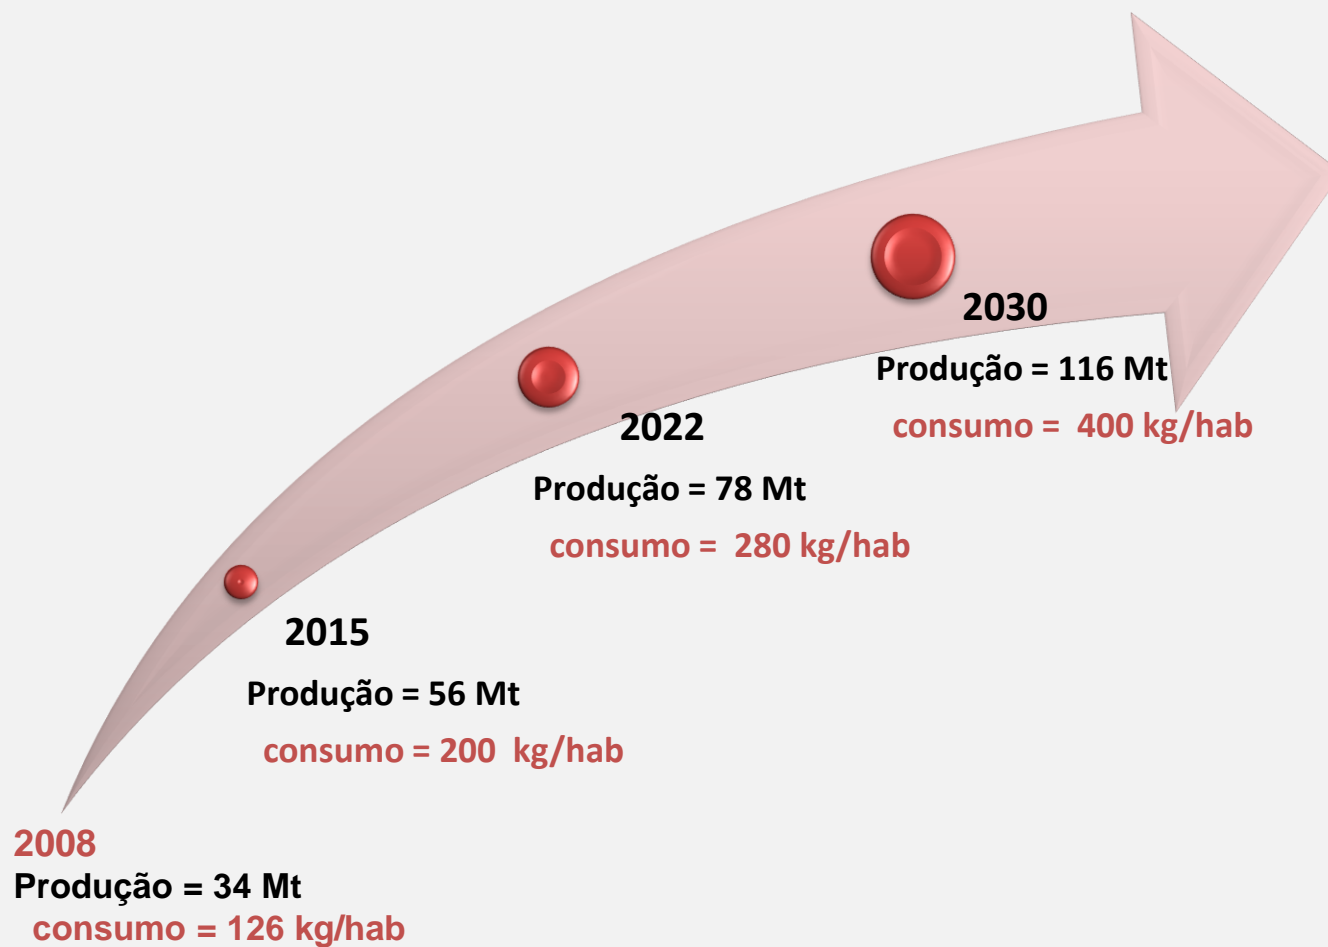 2030
Produção = 116 Mt
consumo = 400 kg/hab
2022
Produção = 78 Mt
consumo = 280 kg/hab
2015
Produção = 56 Mt
consumo = 200 kg/hab
2008
Produção = 34 Mt
consumo = 126 kg/hab